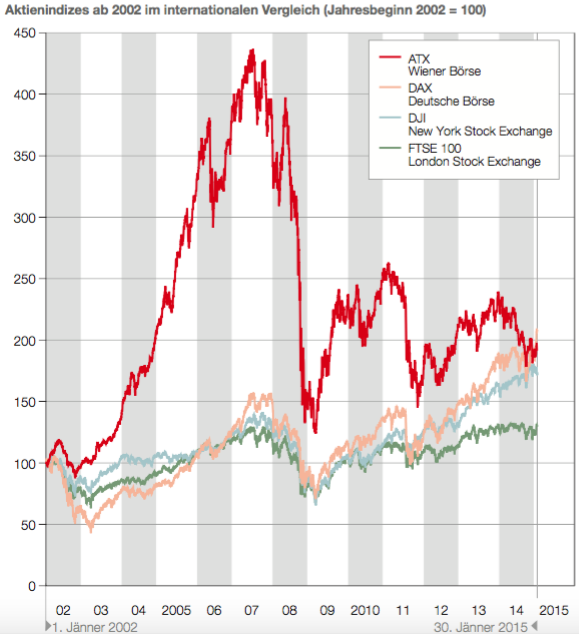 Aktienindizes ab 2002 im internationalen Vergleich (Jahresbeginn 2002 = 100)
450
400
350
300
250
200
150
100
50
0
ATX
Wiener Börse
DAX
Deutsche Börse
DJI
New York Stock Exchange
FTSE 100
London Stock Exchange
02 03 04 2005 06 07 08 09 2010 11 12 13 14 2015
1. Jänner 2002 30. Jänner 2015